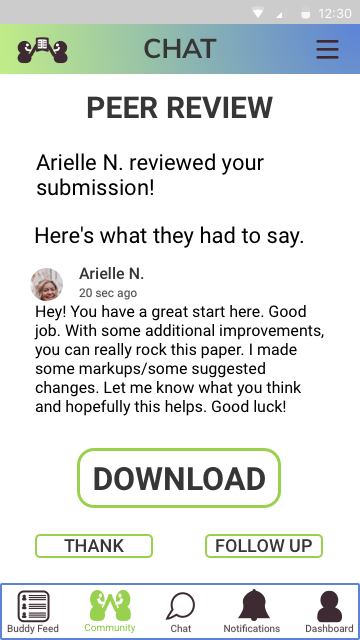 12:30
CHAT
PEER REVIEW
Arielle N. reviewed your
submission!
Here's what they had to say.
Arielle N.
20 sec ago
Hey! You have a great start here. Good
job. With some additional improvements,
you can really rock this paper. I made
some markups/some suggested
changes. Let me know what you think
and hopefully this helps. Good luck!
DOWNLOAD
THANK
FOLLOW UP
Buddy Feed
Community
Chat
Notifications
Dashboard